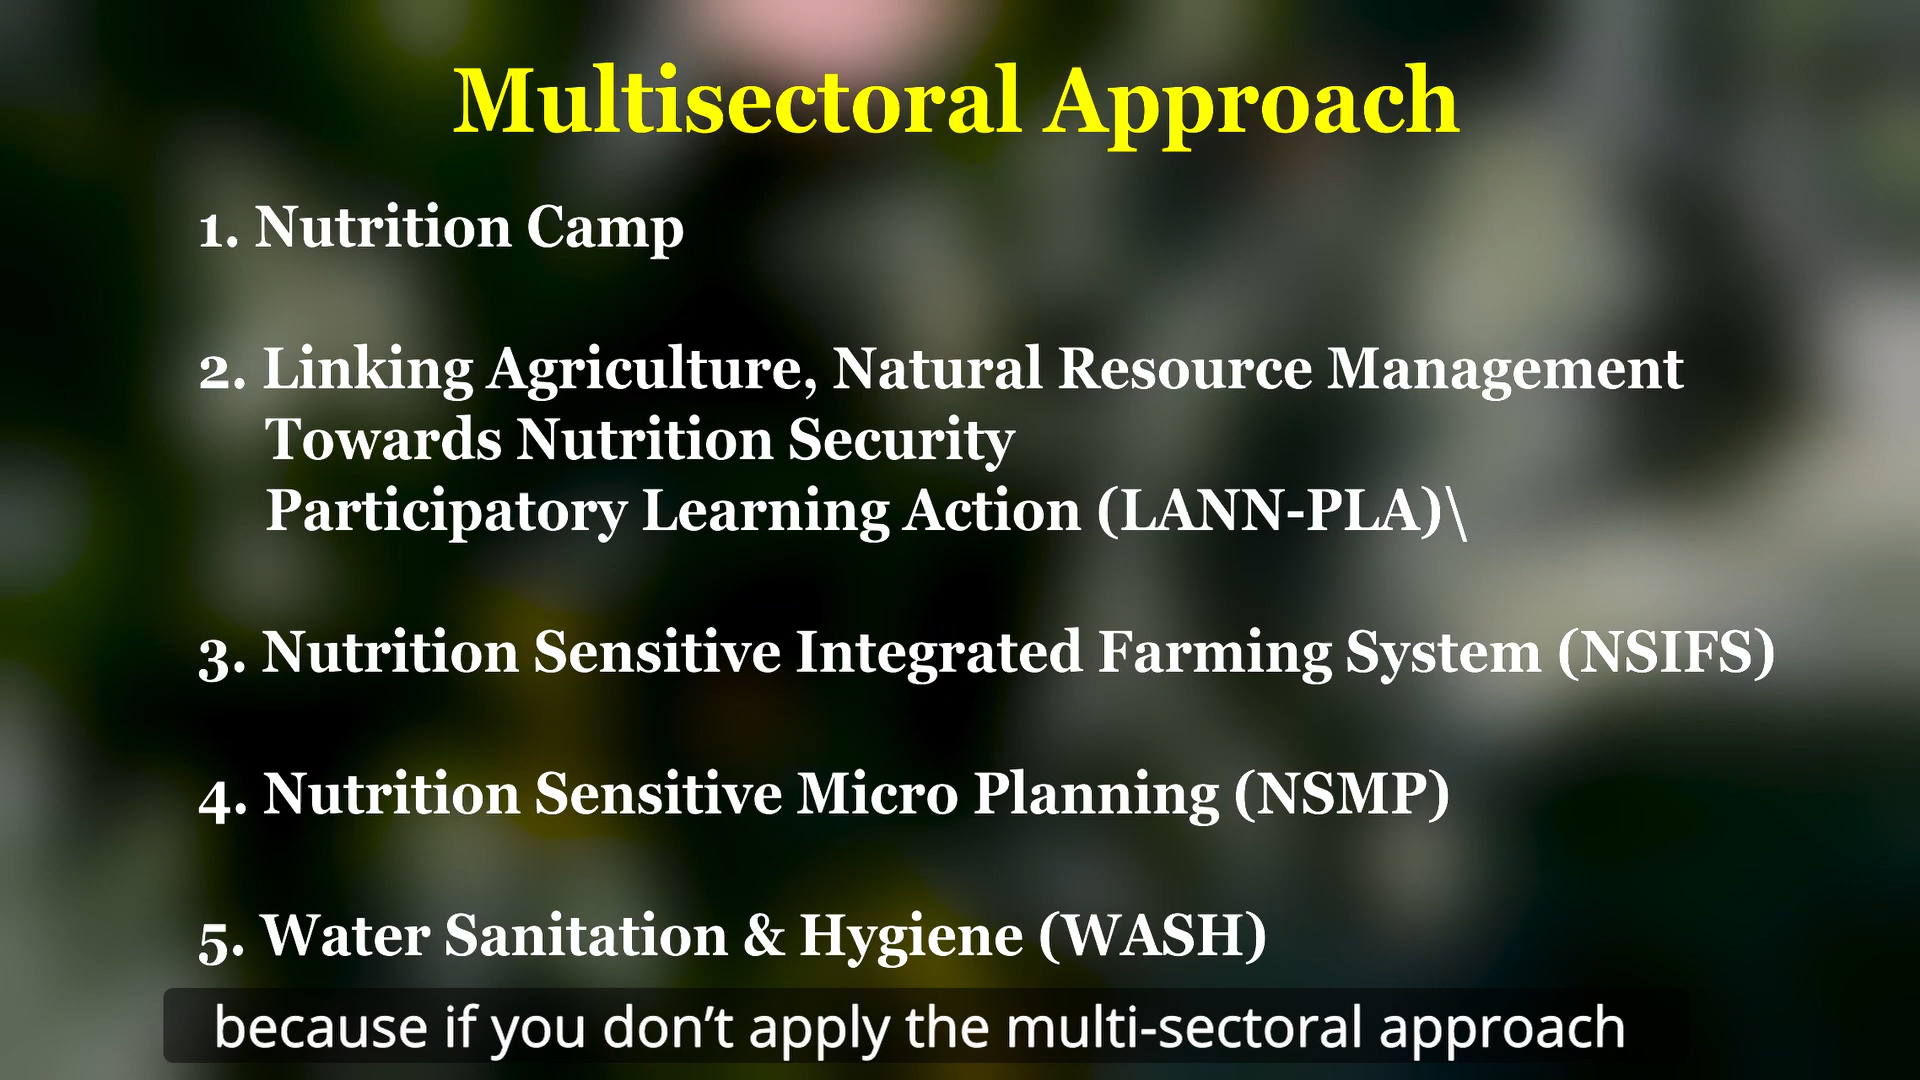 Multisectoral Approach
1. Nutrition Camp
2. Linking Agriculture, Natural Resource Management
Towards Nutrition Security
Participatory Learning Action (LANN-PLA)\
3. Nutrition Sensitive Integrated Farming System (NSIFS)
4. Nutrition Sensitive Micro Planning (NSMP)
5. Water Sanitation & Hygiene (WASH)
because if you don’t apply the multi-sectoral approach